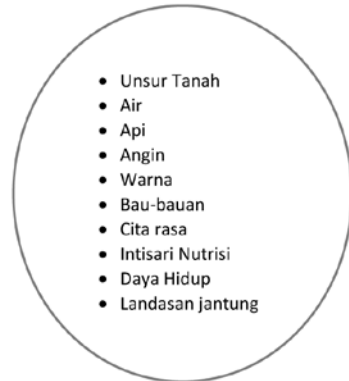 • Unsur Tanah
• Air
• Api
• Angin
• Warna
• Bau-bauan
• Cita rasa
• Intisari Nutrisi
• Daya Hidup
• Landasan jantung